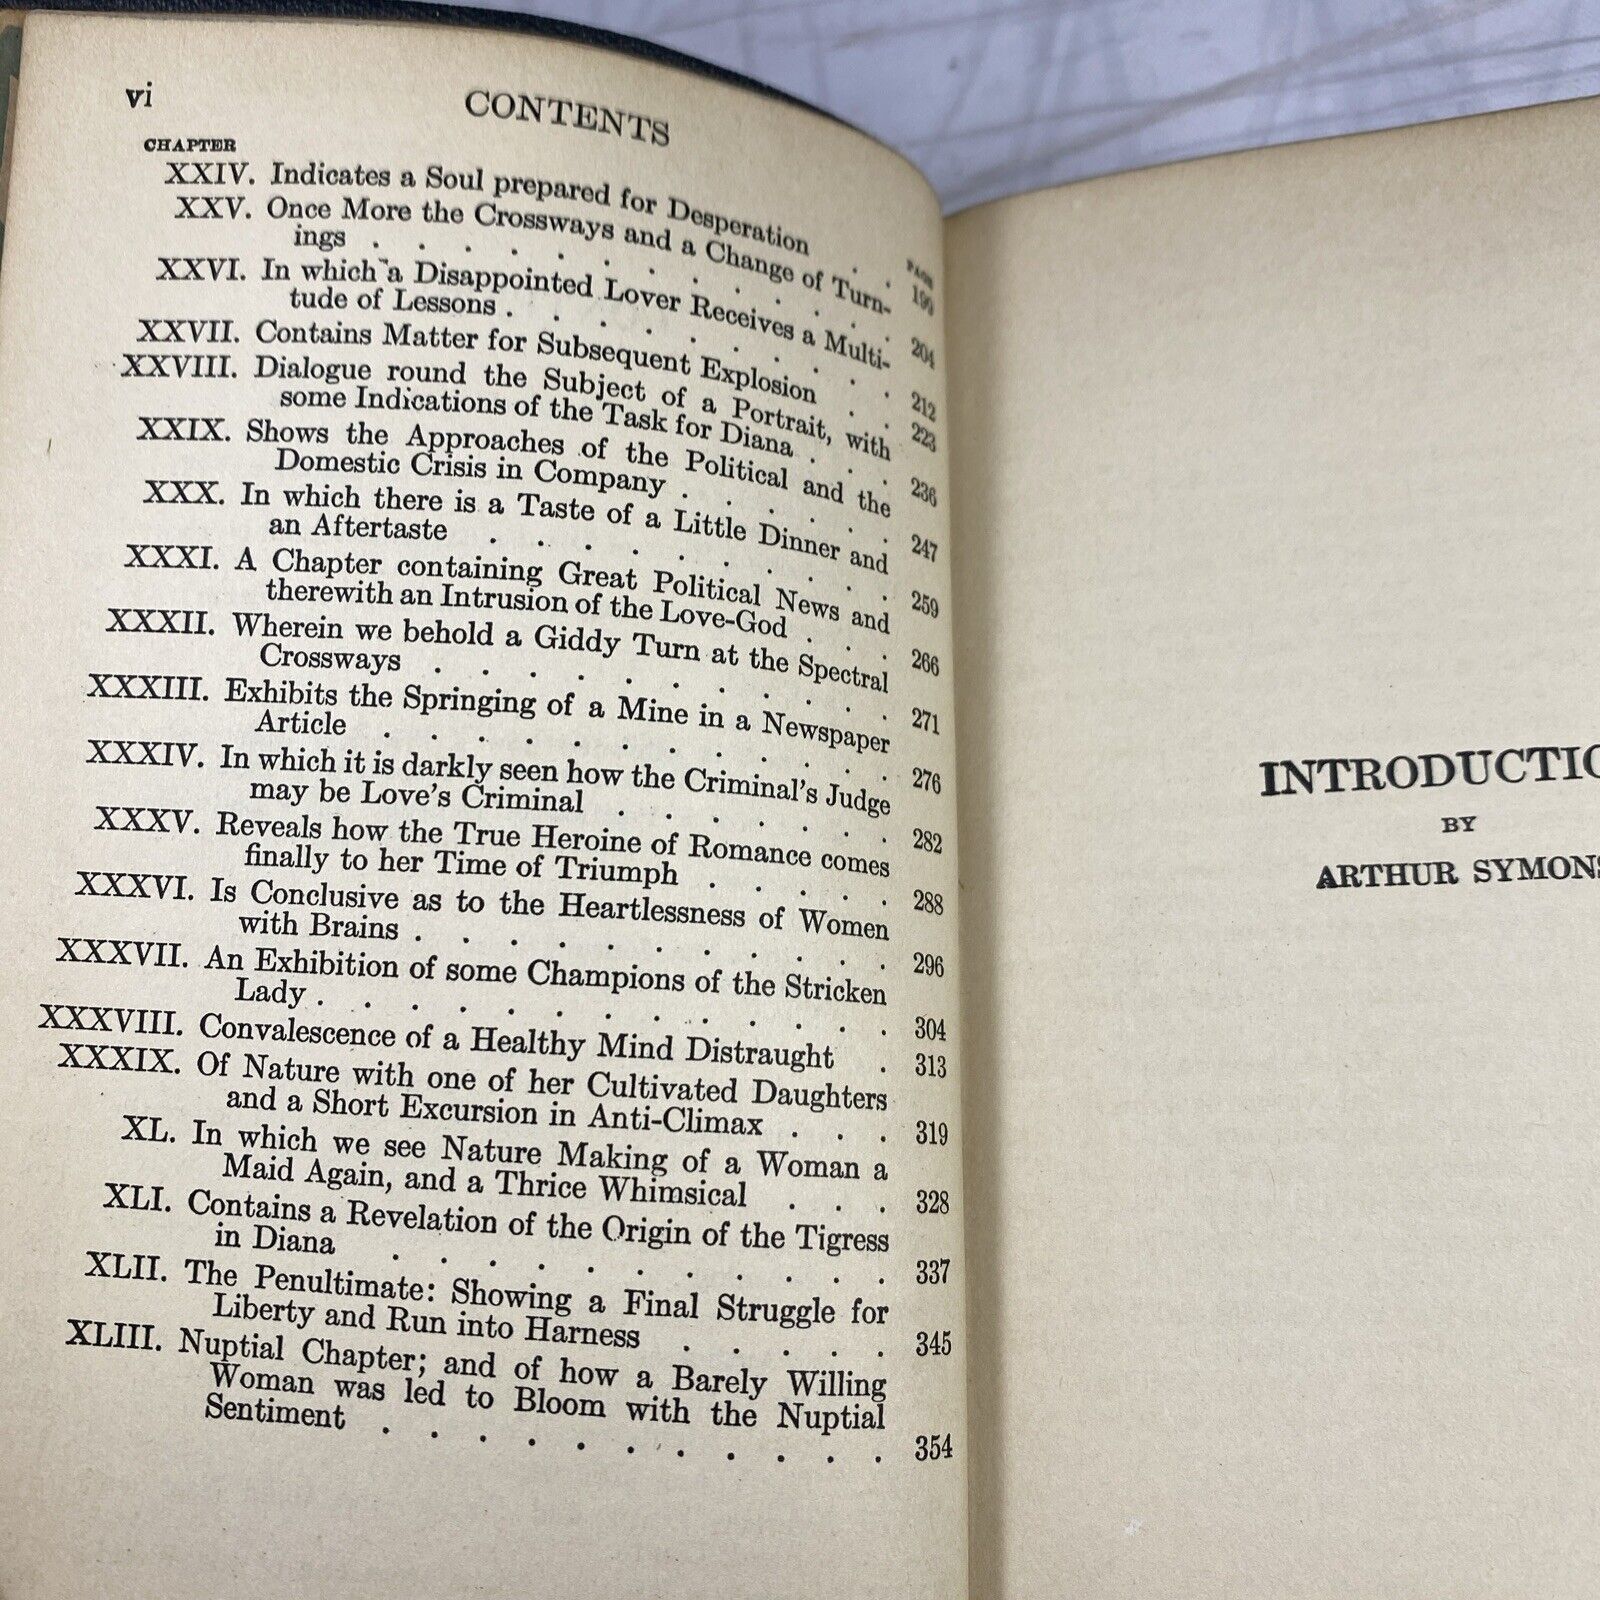 vi
CONTENTS
CHAPTER
PAGE
XXIV. Indicates a Soul prepared for Desperation . . 199
XXV. Once More the Crossways and a Change of Turn-
ings . . . . . . . . . . . 204
XXVI. In which a Disappointed Lover Receives a Multi-
tude of Lessons . . . . . . . . . 212
XXVII. Contains Matter for Subsequent Explosion . . 223
XXVIII. Dialogue round the Subject of a Portrait, with
some Indications of the Task for Diana . . . 236
XXIX. Shows the Approaches of the Political and the
Domestic Crisis in Company . . . . . 247
XXX. In which there is a Taste of a Little Dinner and
an Aftertaste . . . . . . . . . 259
XXXI. A Chapter containing Great Political News and
therewith an Intrusion of the Love-God . . . 266
XXXII. Wherein we behold a Giddy Turn at the Spectral
Crossways . . . . . . . . . . 271
XXXIII. Exhibits the Springing of a Mine in a Newspaper
Article . . . . . . . . . . . 276
XXXIV. In which it is darkly seen how the Criminal's Judge
may be Love's Criminal . . . . . . 282
XXXV. Reveals how the True Heroine of Romance comes
finally to her Time of Triumph . . . . . 288
XXXVI. Is Conclusive as to the Heartlessness of Women
with Brains . . . . . . . . . . 296
XXXVII. An Exhibition of some Champions of the Stricken
Lady . . . . . . . . . . . . 304
XXXVIII. Convalescence of a Healthy Mind Distraught . 313
XXXIX. Of Nature with one of her Cultivated Daughters
and a Short Excursion in Anti-Climax . . . 319
XL. In which we see Nature Making of a Woman a
Maid Again, and a Thrice Whimsical . . . 328
XLI. Contains a Revelation of the Origin of the Tigress
in Diana . . . . . . . . . . . 337
XLII. The Penultimate: Showing a Final Struggle for
Liberty and Run into Harness . . . . . 345
XLIII. Nuptial Chapter; and of how a Barely Willing
Woman was led to Bloom with the Nuptial
Sentiment . . . . . . . . . . . 354
INTRODUCTIO
BY
ARTHUR SYMONS